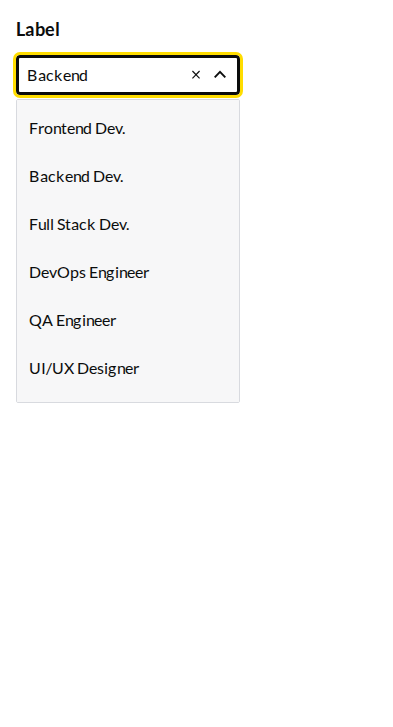 Label
Backend
Frontend Dev.
Backend Dev.
Full Stack Dev.
DevOps Engineer
QA Engineer
UI/UX Designer